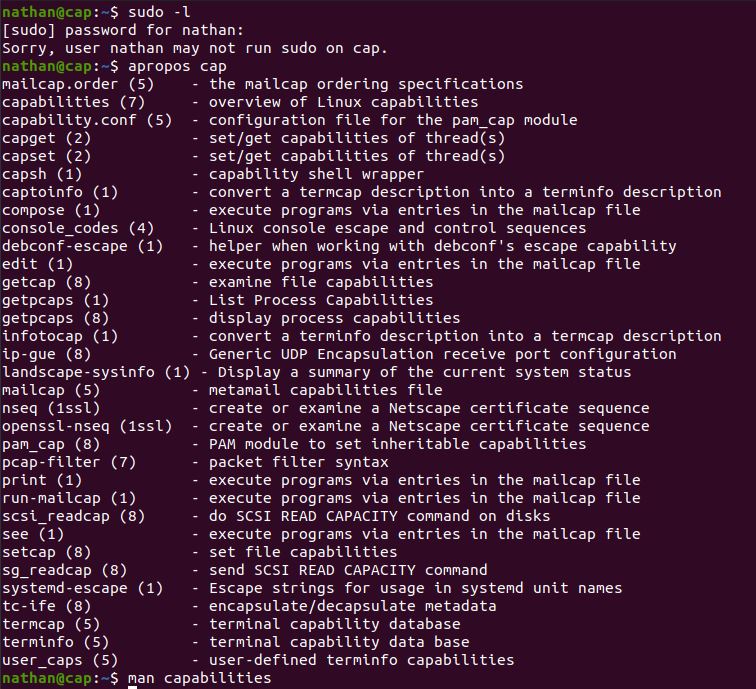 nathan@cap:~$ sudo -l
[sudo] password for nathan:
Sorry, user nathan may not run sudo on cap.
nathan@cap:~$ apropos cap
mailcap.order (5)    - the mailcap ordering specifications
capabilities (7)     - overview of Linux capabilities
capability.conf (5)  - configuration file for the pam_cap module
capget (2)           - set/get capabilities of thread(s)
capset (2)           - set/get capabilities of thread(s)
capsh (1)            - capability shell wrapper
captoinfo (1)        - convert a termcap description into a terminfo description
compose (1)          - execute programs via entries in the mailcap file
console_codes (4)    - Linux console escape and control sequences
debconf-escape (1)   - helper when working with debconf's escape capability
edit (1)             - execute programs via entries in the mailcap file
getcap (8)           - examine file capabilities
getpcaps (1)         - List Process Capabilities
getpcaps (8)         - display process capabilities
infotocap (1)        - convert a terminfo description into a termcap description
ip-gue (8)           - Generic UDP Encapsulation receive port configuration
landscape-sysinfo (1) - Display a summary of the current system status
mailcap (5)          - metamail capabilities file
nseq (1ssl)          - create or examine a Netscape certificate sequence
openssl-nseq (1ssl)  - create or examine a Netscape certificate sequence
pam_cap (8)          - PAM module to set inheritable capabilities
pcap-filter (7)      - packet filter syntax
print (1)            - execute programs via entries in the mailcap file
run-mailcap (1)      - execute programs via entries in the mailcap file
scsi_readcap (8)     - do SCSI READ CAPACITY command on disks
see (1)              - execute programs via entries in the mailcap file
setcap (8)           - set file capabilities
sg_readcap (8)       - send SCSI READ CAPACITY command
systemd-escape (1)   - Escape strings for usage in systemd unit names
tc-ife (8)           - encapsulate/decapsulate metadata
termcap (5)          - terminal capability database
terminfo (5)         - terminal capability data base
user_caps (5)        - user-defined terminfo capabilities
nathan@cap:~$ man capabilities